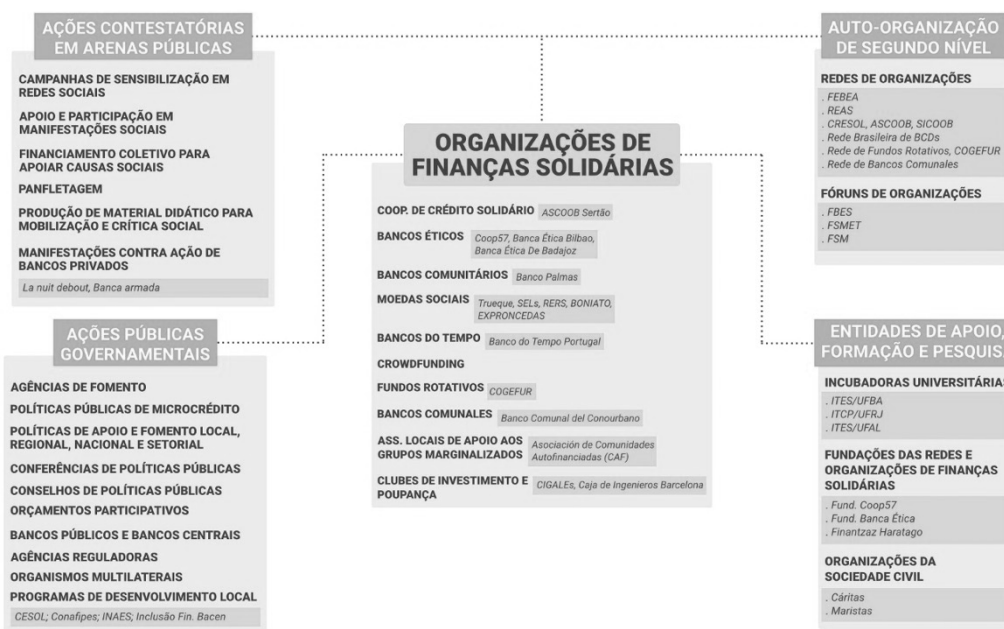 AÇÕES CONTESTATÓRIAS
EM ARENAS PÚBLICAS
CAMPANHAS DE SENSIBILIZAÇÃO EM
REDES SOCIAIS
APOIO E PARTICIPAÇÃO EM
MANIFESTAÇÕES SOCIAIS
FINANCIAMENTO COLETIVO PARA
APOIAR CAUSAS SOCIAIS
PANFLETAGEM
PRODUÇÃO DE MATERIAL DIDÁTICO PARA
MOBILIZAÇÃO E CRÍTICA SOCIAL
MANIFESTAÇÕES CONTRA AÇÃO DE
BANCOS PRIVADOS
La nuit debout, Banca armada
AÇÕES PÚBLICAS
GOVERNAMENTAIS
AGÊNCIAS DE FOMENTO
POLÍTICAS PÚBLICAS DE MICROCRÉDITO
POLÍTICAS DE APOIO E FOMENTO LOCAL,
REGIONAL, NACIONAL E SETORIAL
CONFERÊNCIAS DE POLÍTICAS PÚBLICAS
CONSELHOS DE POLÍTICAS PÚBLICAS
ORÇAMENTOS PARTICIPATIVOS
BANCOS PÚBLICOS E BANCOS CENTRAIS
AGÊNCIAS REGULADORAS
ORGANISMOS MULTILATERAIS
PROGRAMAS DE DESENVOLVIMENTO LOCAL
CESOL; Conafipes; INAES; Inclusão Fin. Bacen
ORGANIZAÇÕES DE
FINANÇAS SOLIDÁRIAS
COOP. DE CRÉDITO SOLIDÁRIO ASCOOB Sertão
BANCOS ÉTICOS Coop57, Banca Ética Bilbao,
Banca Ética De Badajoz
BANCOS COMUNITÁRIOS Banco Palmas
MOEDAS SOCIAIS Trueque, SELs, RERS, BONIATO,
EXPRONCEDAS
BANCOS DO TEMPO Banco do Tempo Portugal
CROWDFUNDING
FUNDOS ROTATIVOS COGEFUR
BANCOS COMUNALES Banco Comunal del Conourbano
ASS. LOCAIS DE APOIO AOS Asociación de Comunidades
GRUPOS MARGINALIZADOS Autofinanciadas (CAF)
CLUBES DE INVESTIMENTO E CIGALEs, Caja de Ingenieros Barcelona
POUPANÇA
AUTO-ORGANIZAÇÃO
DE SEGUNDO NÍVEL
REDES DE ORGANIZAÇÕES
. FEBEA
. REAS
. CRESOL, ASCOOB, SICOOB
. Rede Brasileira de BCDs
. Rede de Fundos Rotativos, COGEFUR
. Rede de Bancos Comunales
FÓRUNS DE ORGANIZAÇÕES
. FBES
. FSMET
. FSM
ENTIDADES DE APOIO,
FORMAÇÃO E PESQUISA
INCUBADORAS UNIVERSITÁRIAS
. ITES/UFBA
. ITCP/UFRJ
. ITES/UFAL
FUNDAÇÕES DAS REDES E
ORGANIZAÇÕES DE FINANÇAS
SOLIDÁRIAS
. Fund. Coop57
. Fund. Banca Ética
. Finantzaz Haratago
ORGANIZAÇÕES DA
SOCIEDADE CIVIL
. Cáritas
. Maristas